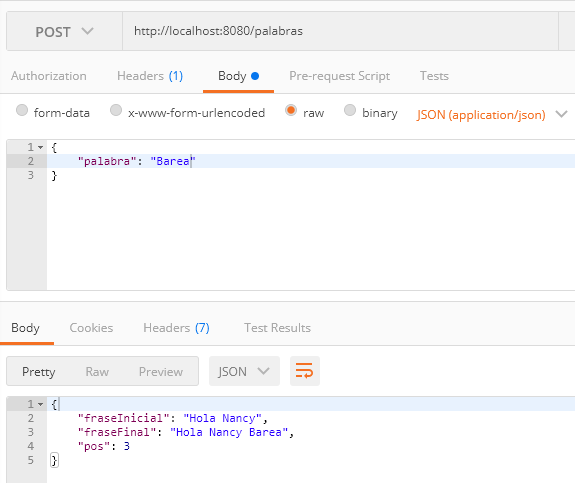 POST http://localhost:8080/palabras
Authorization Headers (1) Body Pre-request Script Tests
form-data x-www-form-urlencoded raw binary JSON (application/json)
1 {
2 "palabra": "Barea"
3 }
Body Cookies Headers (7) Test Results
Pretty Raw Preview JSON
1 {
2 "fraseInicial": "Hola Nancy",
3 "fraseFinal": "Hola Nancy Barea",
4 "pos": 3
5 }